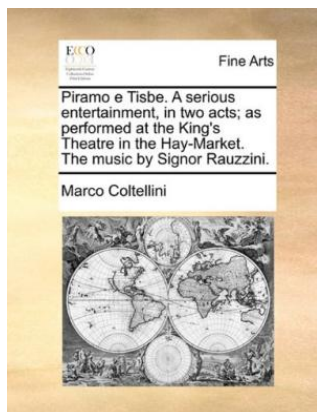 ECCO
Fine Arts
Piramo e Tisbe. A serious
entertainment, in two acts; as
performed at the King's
Theatre in the Hay-Market.
The music by Signor Rauzzini.
Marco Coltellini